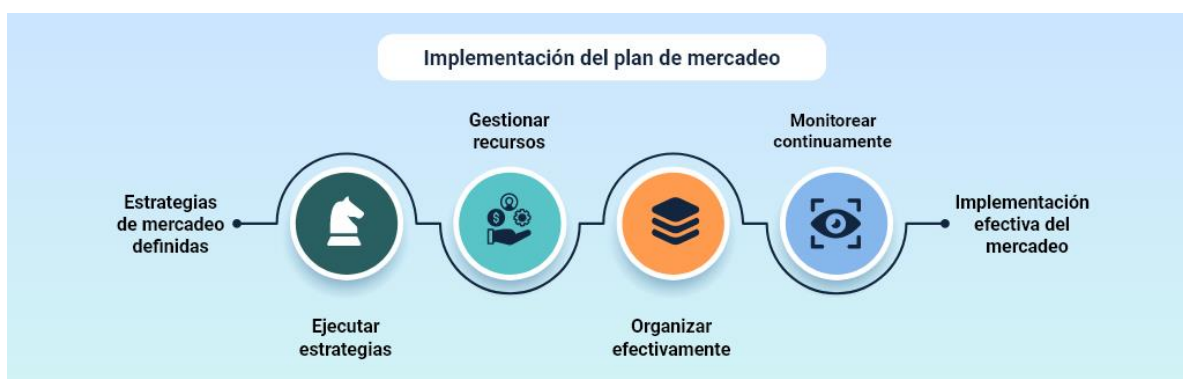 Implementación del plan de mercadeo
Estrategias
de mercadeo
definidas
Ejecutar
estrategias
Gestionar
recursos
Organizar
efectivamente
Monitorear
continuamente
Implementación
efectiva del
mercadeo